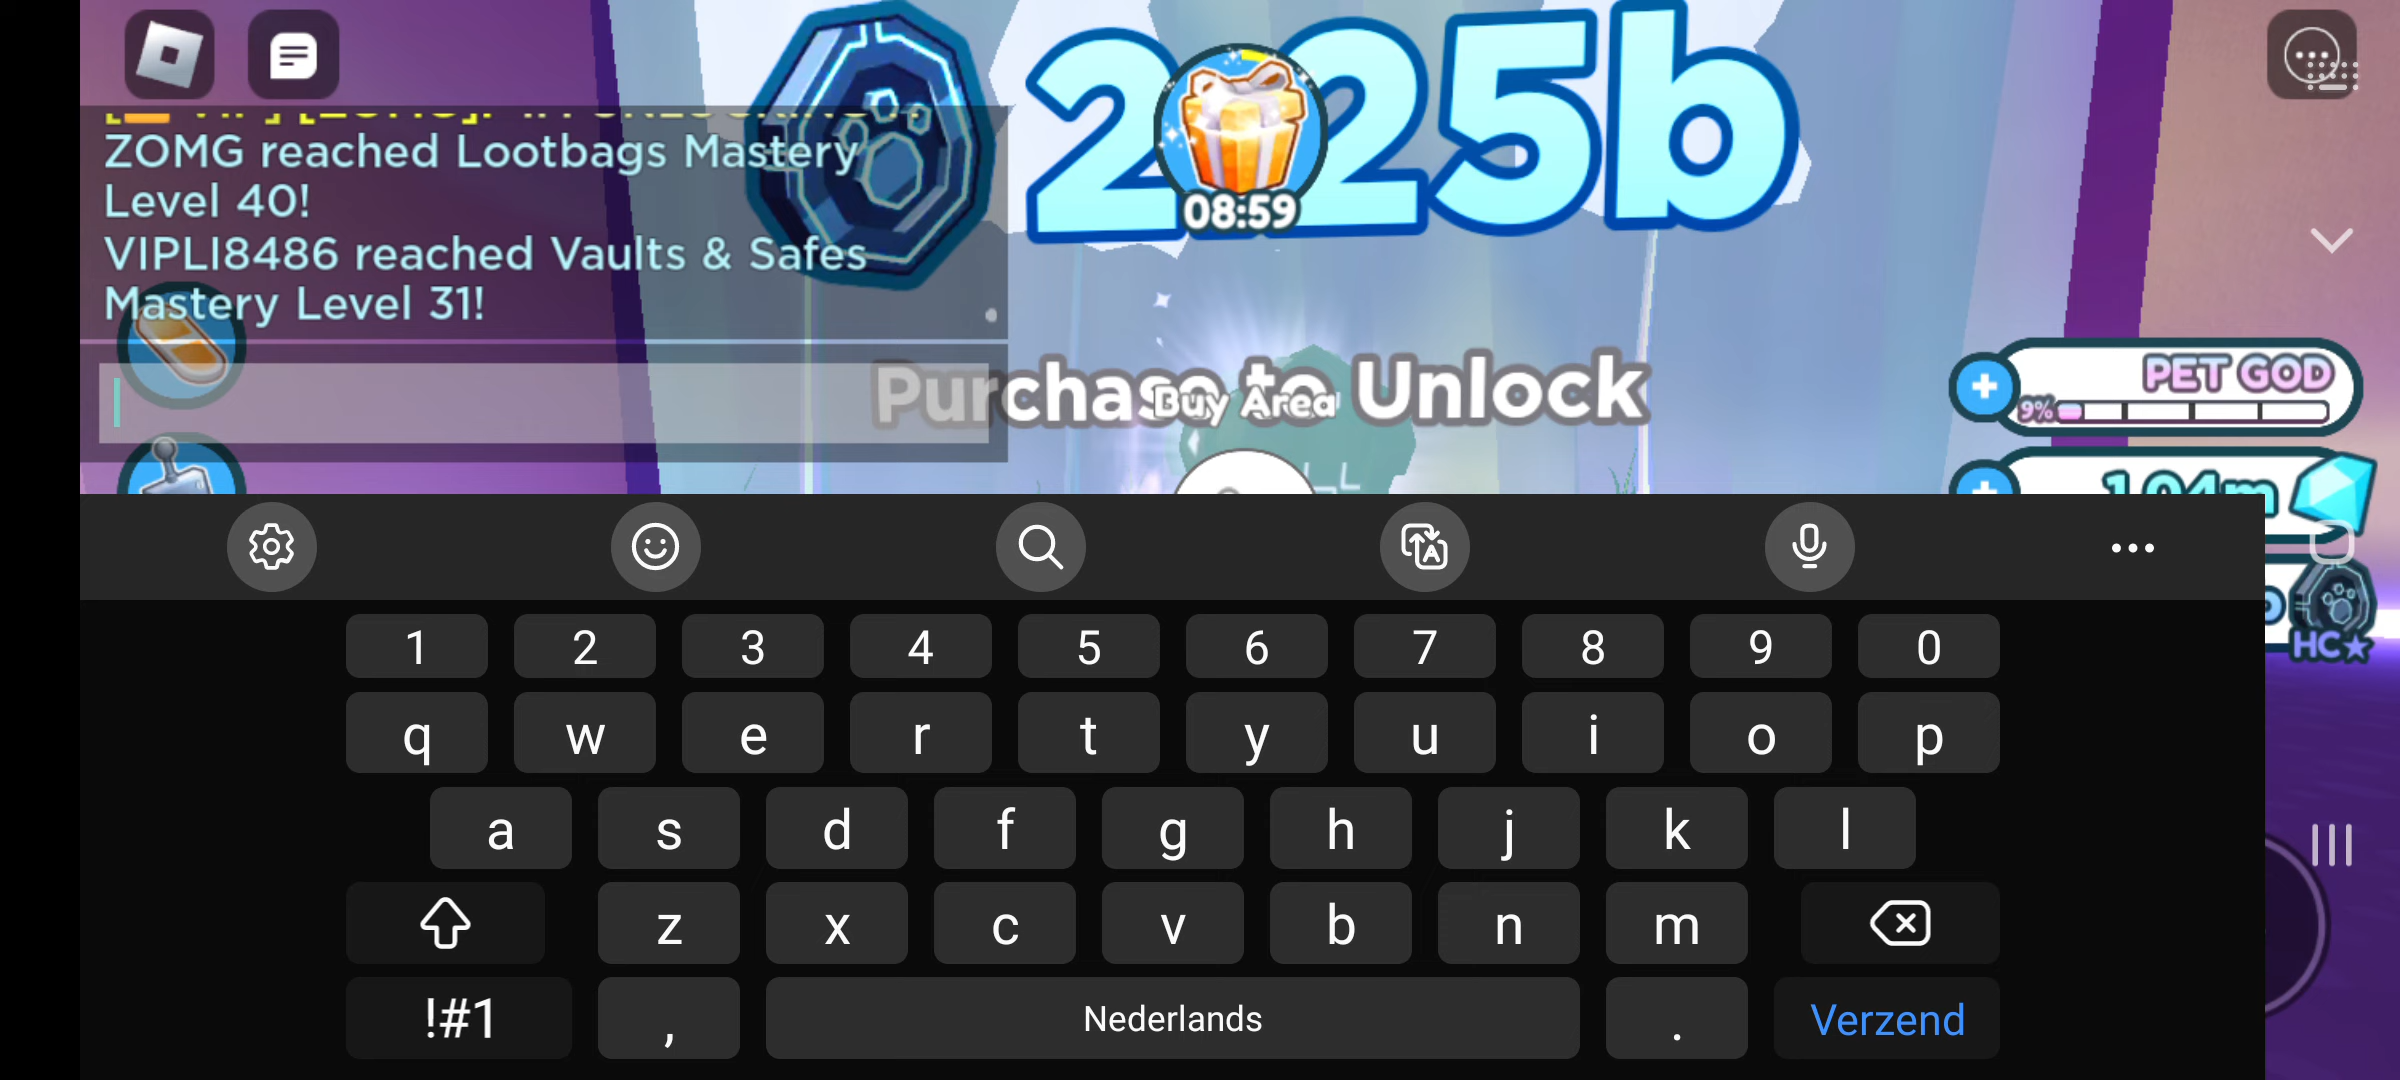 225b
08:59
ZOMG reached Lootbags Mastery
Level 40!
VIPLI8486 reached Vaults & Safes
Mastery Level 31!
Purchase to Unlock
Buy Area
PET GOD
9%
1.04m
HC★
1 2 3 4 5 6 7 8 9 0
q w e r t y u i o p
a s d f g h j k l
z x c v b n m
!#1 , Nederlands . Verzend